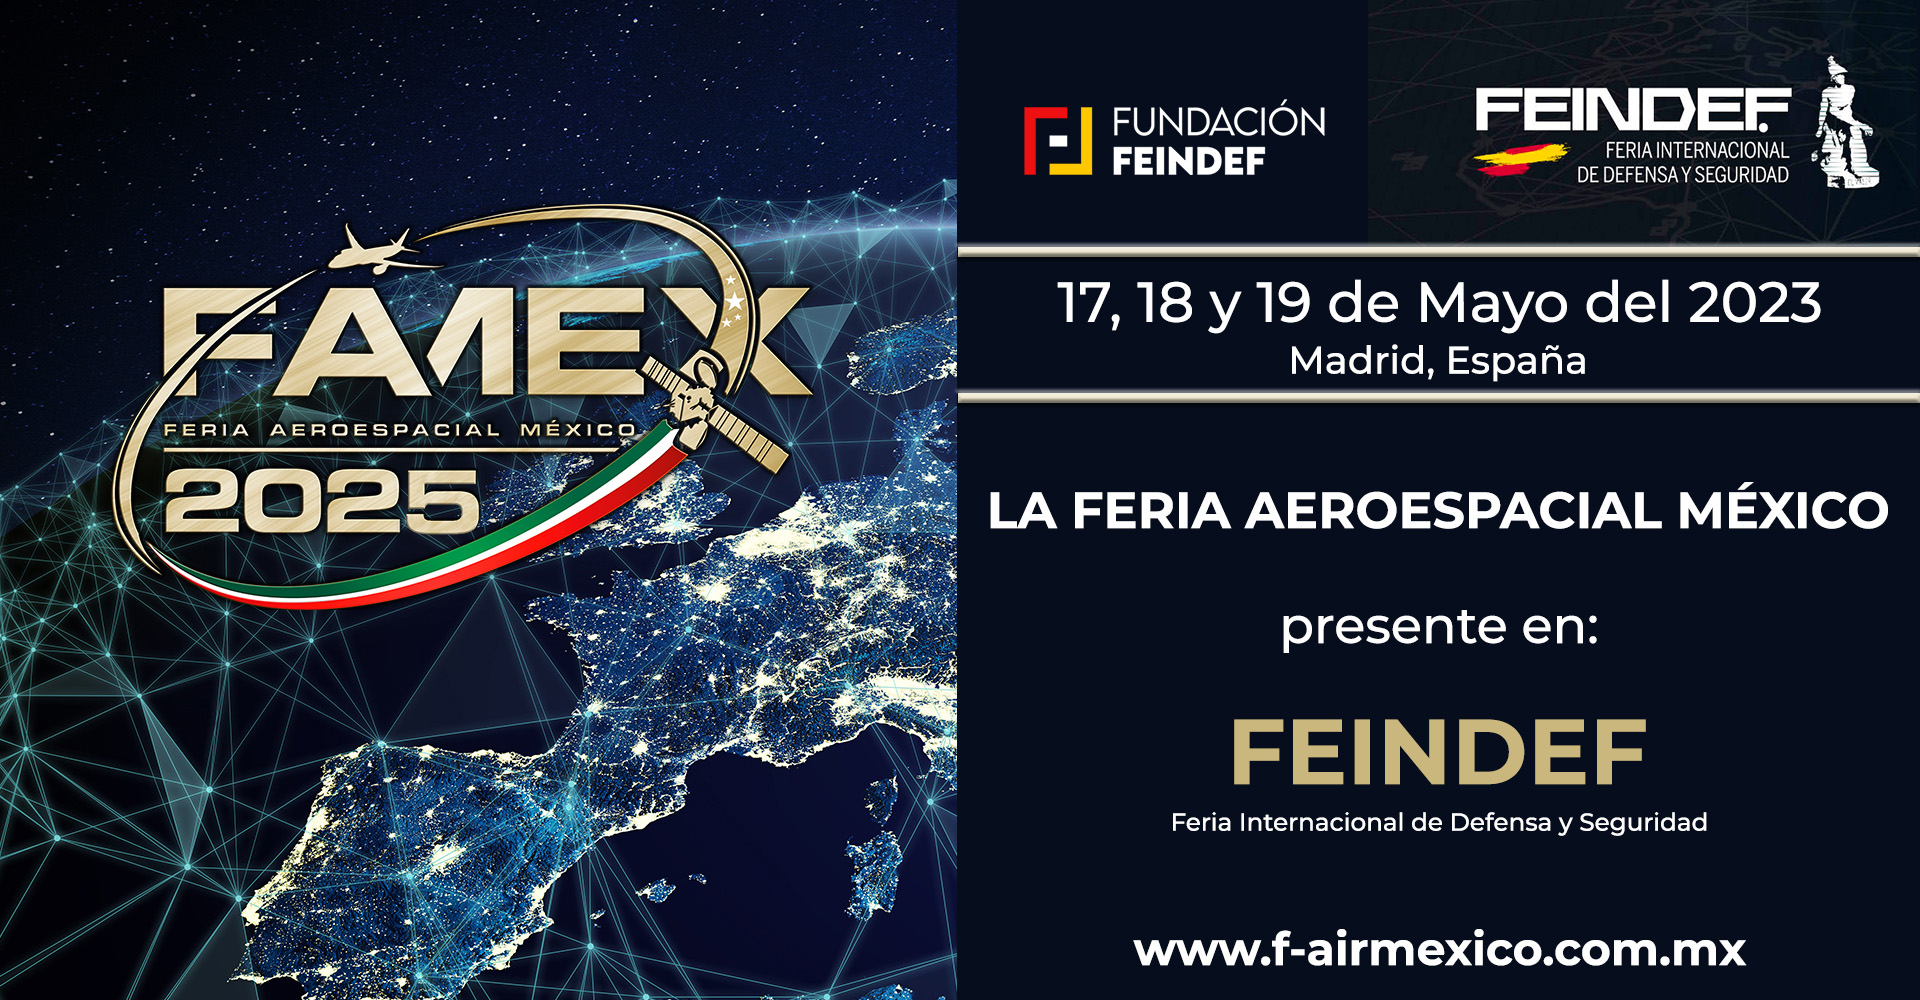 FAMEX
FERIA AEROESPACIAL MÉXICO
2025
FUNDACIÓN
FEINDEF
FEINDEF
FERIA INTERNACIONAL
DE DEFENSA Y SEGURIDAD
17, 18 y 19 de Mayo del 2023
Madrid, España
LA FERIA AEROESPACIAL MÉXICO
presente en:
FEINDEF
Feria Internacional de Defensa y Seguridad
www.f-airmexico.com.mx